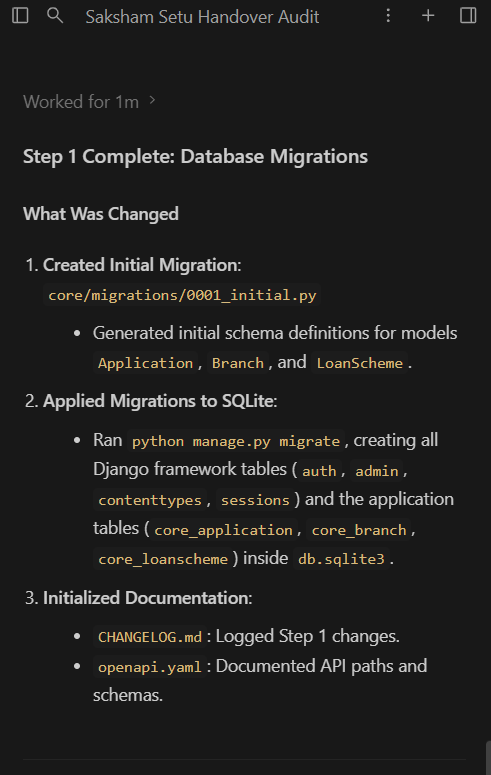 Saksham Setu Handover Audit
Worked for 1m
Step 1 Complete: Database Migrations
What Was Changed
1. Created Initial Migration:
core/migrations/0001_initial.py
• Generated initial schema definitions for models
Application, Branch, and LoanScheme.
2. Applied Migrations to SQLite:
• Ran python manage.py migrate, creating all
Django framework tables (auth, admin,
contenttypes, sessions) and the application
tables (core_application, core_branch,
core_loanscheme) inside db.sqlite3.
3. Initialized Documentation:
• CHANGELOG.md: Logged Step 1 changes.
• openapi.yaml: Documented API paths and
schemas.